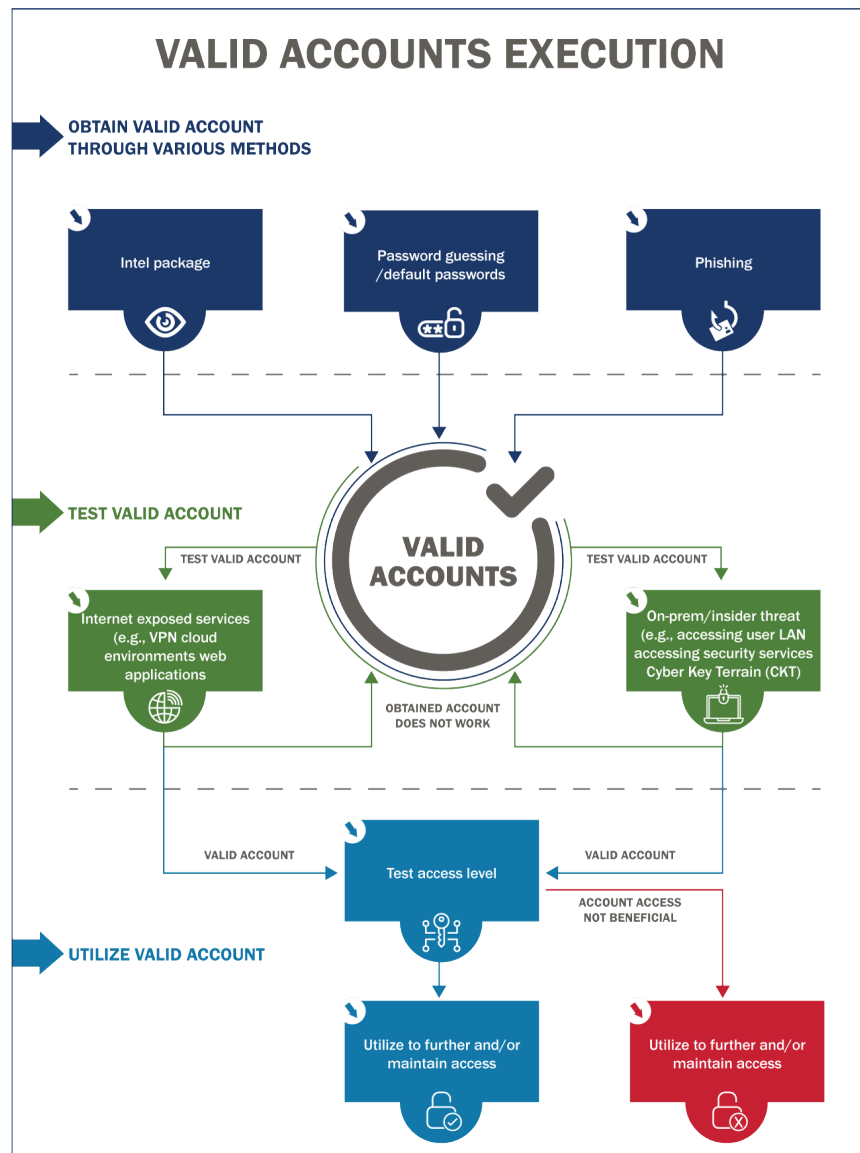 VALID ACCOUNTS EXECUTION
OBTAIN VALID ACCOUNT
THROUGH VARIOUS METHODS
Intel package
Password guessing
/default passwords
Phishing
**
TEST VALID ACCOUNT
VALID
ACCOUNTS
TEST VALID ACCOUNT
TEST VALID ACCOUNT
Internet exposed services
(e.g., VPN cloud
environments web
applications
On-prem/insider threat
(e.g., accessing user LAN
accessing security services
Cyber Key Terrain (CKT)
OBTAINED ACCOUNT
DOES NOT WORK
VALID ACCOUNT
Test access level
VALID ACCOUNT
ACCOUNT ACCESS
NOT BENEFICIAL
UTILIZE VALID ACCOUNT
Utilize to further and/or
maintain access
Utilize to further and/or
maintain access